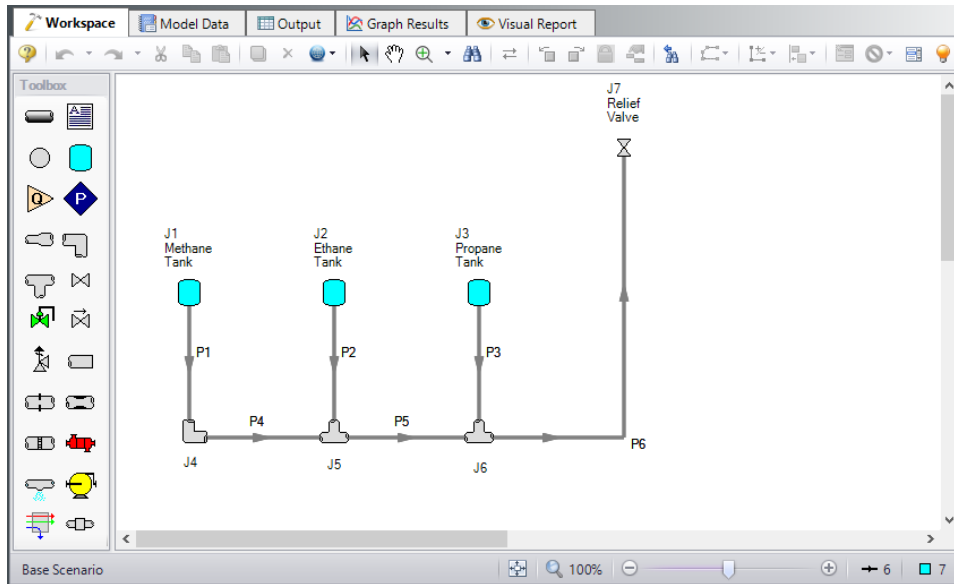 Workspace Model Data Output Graph Results Visual Report
Toolbox
A
Q P
J7
Relief
Valve
J1
Methane
Tank
J2
Ethane
Tank
J3
Propane
Tank
P1 P2 P3
P4 P5
P6
J4 J5 J6
Base Scenario 100% 6 7